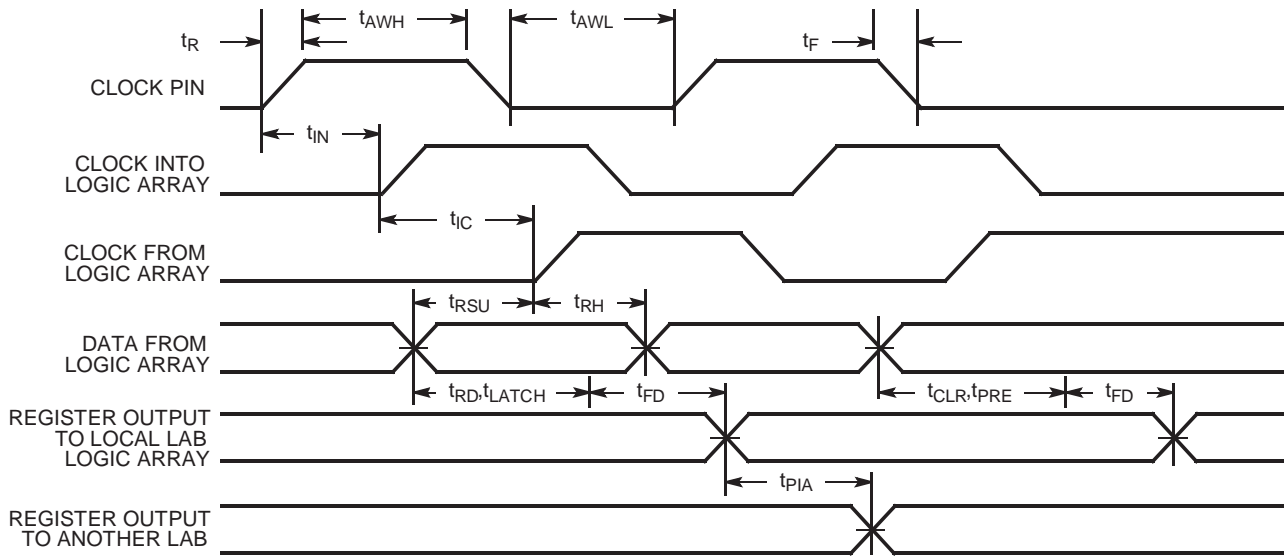 tAWH
tAWL
tR
tF
CLOCK PIN
tIN
CLOCK INTO
LOGIC ARRAY
tIC
CLOCK FROM
LOGIC ARRAY
tRSU
tRH
DATA FROM
LOGIC ARRAY
tRD,tLATCH
tFD
tCLR,tPRE
tFD
REGISTER OUTPUT
TO LOCAL LAB
LOGIC ARRAY
tPIA
REGISTER OUTPUT
TO ANOTHER LAB